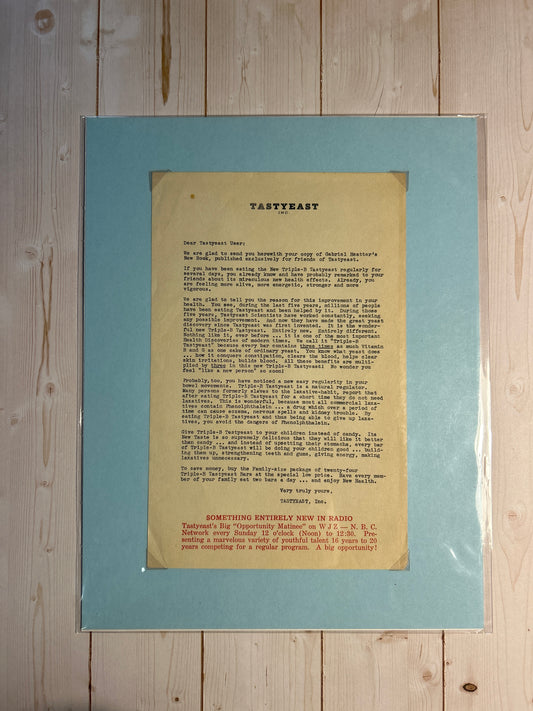 TASTYEAST
INC.
Dear Tastyeast User:
We are glad to send you herewith your copy of Gabriel Heatter's
New Book, published exclusively for friends of Tastyeast.
If you have been eating the New Triple-B Tastyeast regularly for
several days, you already know and have probably remarked to your
friends about its miraculous new health effects. Already, you
are feeling more alive, more energetic, stronger and more
vigorous.
We are glad to tell you the reason for this improvement in your
health. You see, during the last five years, millions of people
have been eating Tastyeast and been helped by it. During those
five years, Tastyeast Scientists have worked constantly, seeking
any possible improvement. And now they have made the great yeast
discovery since Tastyeast was first invented. It is the wonder-
ful new Triple-B Tastyeast. Entirely new. Entirely different.
Nothing like it, ever before ... it is one of the most important
Health Discoveries of modern times. We call it "Triple-B
Tastyeast" because every bar contains three times as much Vitamin
B and G as one cake of ordinary yeast. You know what yeast does
... how it conquers constipation, clears the blood, helps clear
skin irritations, builds blood. All these benefits are multi-
plied by three in this new Triple-B Tastyeast! No wonder you
feel "like a new person" so soon!
Probably, too, you have noticed a new easy regularity in your
bowel movements. Triple-B Tastyeast is a natural regulator.
Many persons formerly slaves to the laxative-habit, report that
after eating Triple-B Tastyeast for a short time they do not need
laxatives. This is wonderful, because most all commercial laxa-
tives contain Phenolphthalein ... a drug which over a period of
time can cause eczema, nervous spells and kidney trouble. By
eating Triple-B Tastyeast and thus being able to give up laxa-
tives, you avoid the dangers of Phenolphthalein.
Give Triple-B Tastyeast to your children instead of candy. Its
New Taste is so supremely delicious that they will like it better
than candy ... and instead of upsetting their stomachs, every bar
of Triple-B Tastyeast will be doing your children good ... build-
ing them up, strengthening teeth and gums, giving energy, making
laxatives unnecessary.
To save money, buy the Family-size package of twenty-four
Triple-B Tastyeast Bars at the special low price. Have every mem-
ber of your family eat two bars a day ... and enjoy New Health.
Very truly yours,
TASTYEAST, Inc.
SOMETHING ENTIRELY NEW IN RADIO
Tastyeast's Big "Opportunity Matinee" on W J Z — N. B. C.
Network every Sunday 12 o'clock (Noon) to 12:30. Pre-
senting a marvelous variety of youthful talent 16 years to 20
years competing for a regular program. A big opportunity!